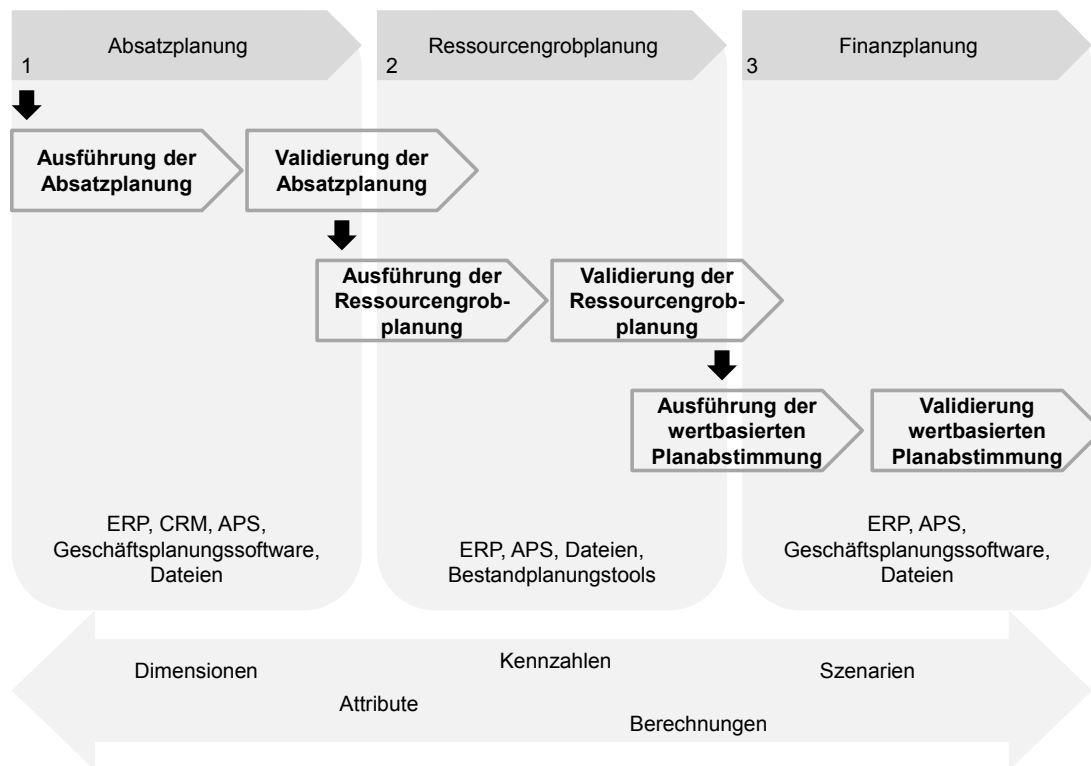 Absatzplanung
1
Ressourcengrobplanung
2
Finanzplanung
3
Ausführung der
Absatzplanung
Validierung der
Absatzplanung
Ausführung der
Ressourcengrob-
planung
Validierung der
Ressourcengrob-
planung
Ausführung der
wertbasierten
Planabstimmung
Validierung
wertbasierten
Planabstimmung
ERP, CRM, APS,
Geschäftsplanungssoftware,
Dateien
ERP, APS, Dateien,
Bestandplanungstools
ERP, APS,
Geschäftsplanungssoftware,
Dateien
Dimensionen
Kennzahlen
Szenarien
Attribute
Berechnungen